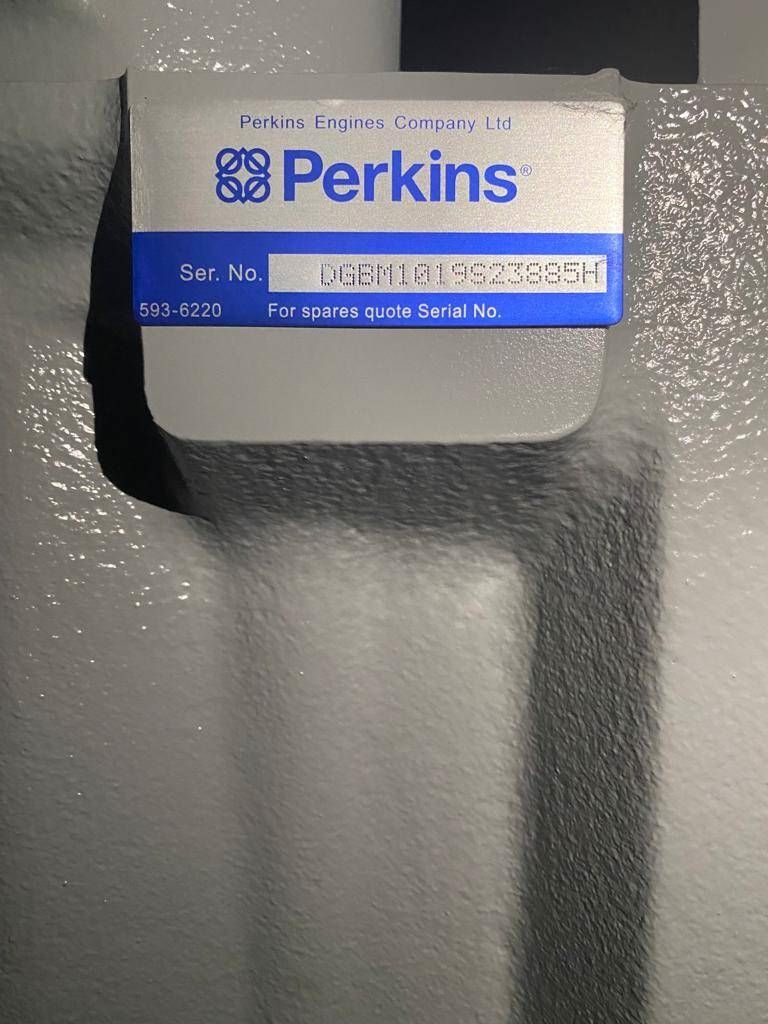 Perkins Engines Company Ltd
Perkins®
Ser. No. DGBM1019S23885H
593-6220 For spares quote Serial No.